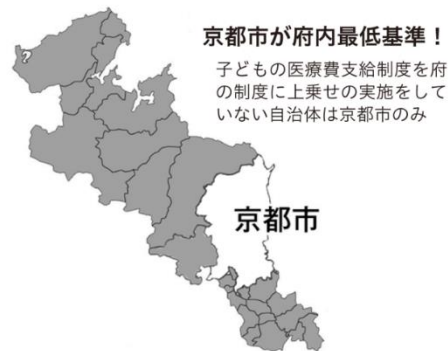 京都市が府内最低基準！
子どもの医療費支給制度を府
の制度に上乗せの実施をして
いない自治体は京都市のみ
京都市